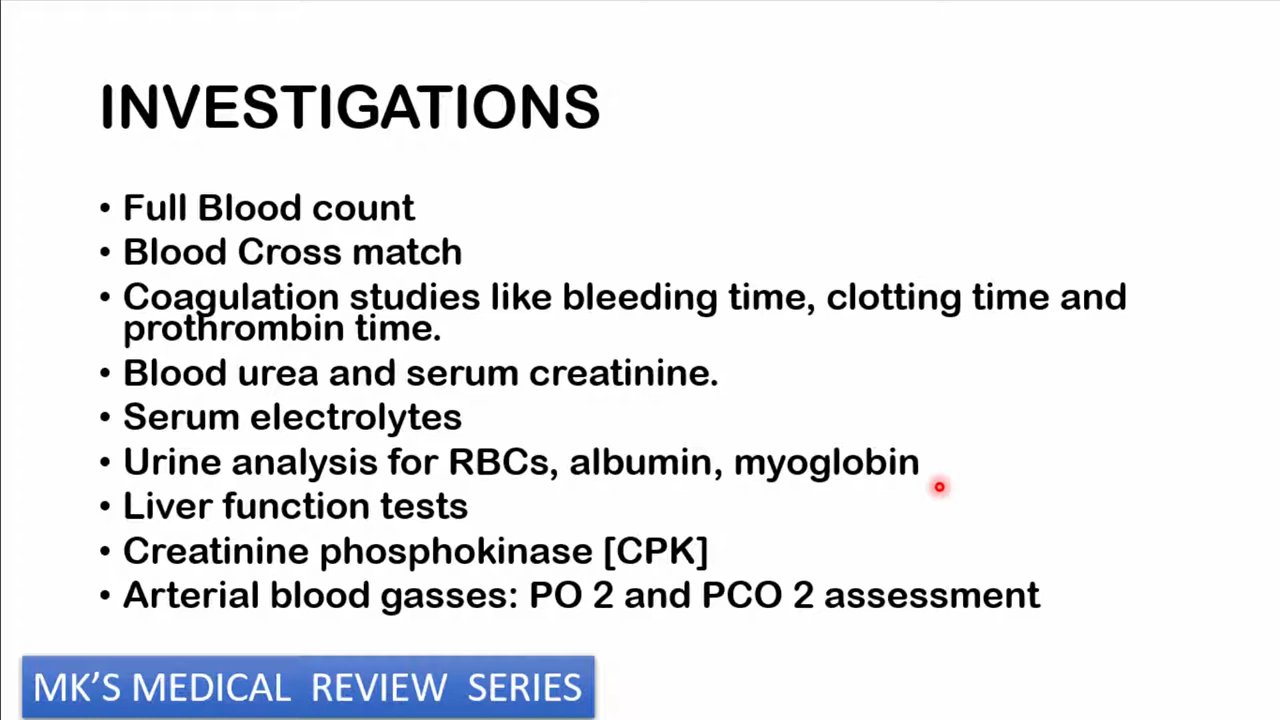 INVESTIGATIONS
• Full Blood count
• Blood Cross match
• Coagulation studies like bleeding time, clotting time and
prothrombin time.
• Blood urea and serum creatinine.
• Serum electrolytes
• Urine analysis for RBCs, albumin, myoglobin
• Liver function tests
• Creatinine phosphokinase [CPK]
• Arterial blood gasses: PO 2 and PCO 2 assessment
MK’S MEDICAL REVIEW SERIES